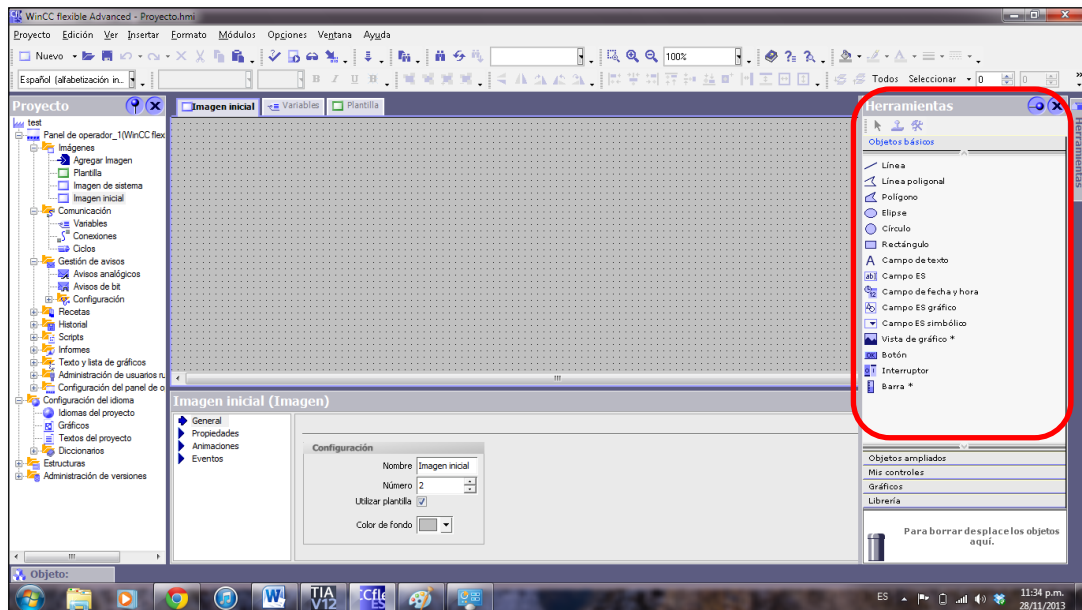 WinCC flexible Advanced - Proyecto.hmi
Proyecto Edición Ver Insertar Formato Módulos Opciones Ventana Ayuda
Nuevo 100%
Español (alfabetización in... N K S B Todos Seleccionar 0 0
Proyecto
test
Panel de operador_1(WinCC flex
Imágenes
Agregar Imagen
Plantilla
Imagen de sistema
Imagen inicial
Comunicación
Variables
Conexiones
Ciclos
Gestión de avisos
Avisos analógicos
Avisos de bit
Configuración
Recetas
Historial
Scripts
Informes
Texto y lista de gráficos
Administración de usuarios ru
Configuración del panel de o
Configuración del idioma
Idiomas del proyecto
Gráficos
Textos del proyecto
Diccionarios
Estructuras
Administración de versiones
Imagen inicial Variables Plantilla
Imagen inicial (Imagen)
General
Propiedades
Animaciones
Eventos
Configuración
Nombre Imagen inicial
Número 2
Utilizar plantilla
Color de fondo
Herramientas
Herramientas
Objetos básicos
Línea
Línea poligonal
Polígono
Elipse
Círculo
Rectángulo
A Campo de texto
Campo ES
Campo de fecha y hora
Campo ES gráfico
Campo ES simbólico
Vista de gráfico *
OK Botón
Interruptor
Barra *
Objetos ampliados
Mis controles
Gráficos
Librería
Para borrar desplace los objetos
aquí.
Objeto:
W TIA V12 ES
ES 11:34 p.m.
28/11/2013